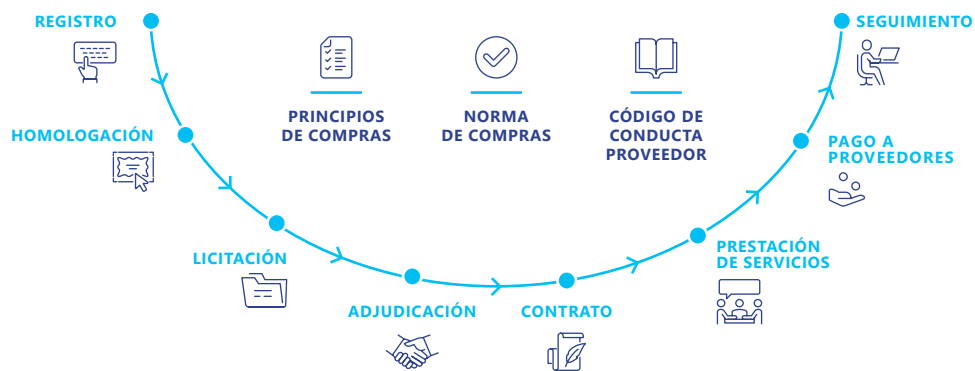 REGISTRO
SEGUIMIENTO
PRINCIPIOS
DE COMPRAS
NORMA
DE COMPRAS
CÓDIGO DE
CONDUCTA
PROVEEDOR
HOMOLOGACIÓN
PAGO A
PROVEEDORES
LICITACIÓN
PRESTACIÓN
DE SERVICIOS
ADJUDICACIÓN
CONTRATO